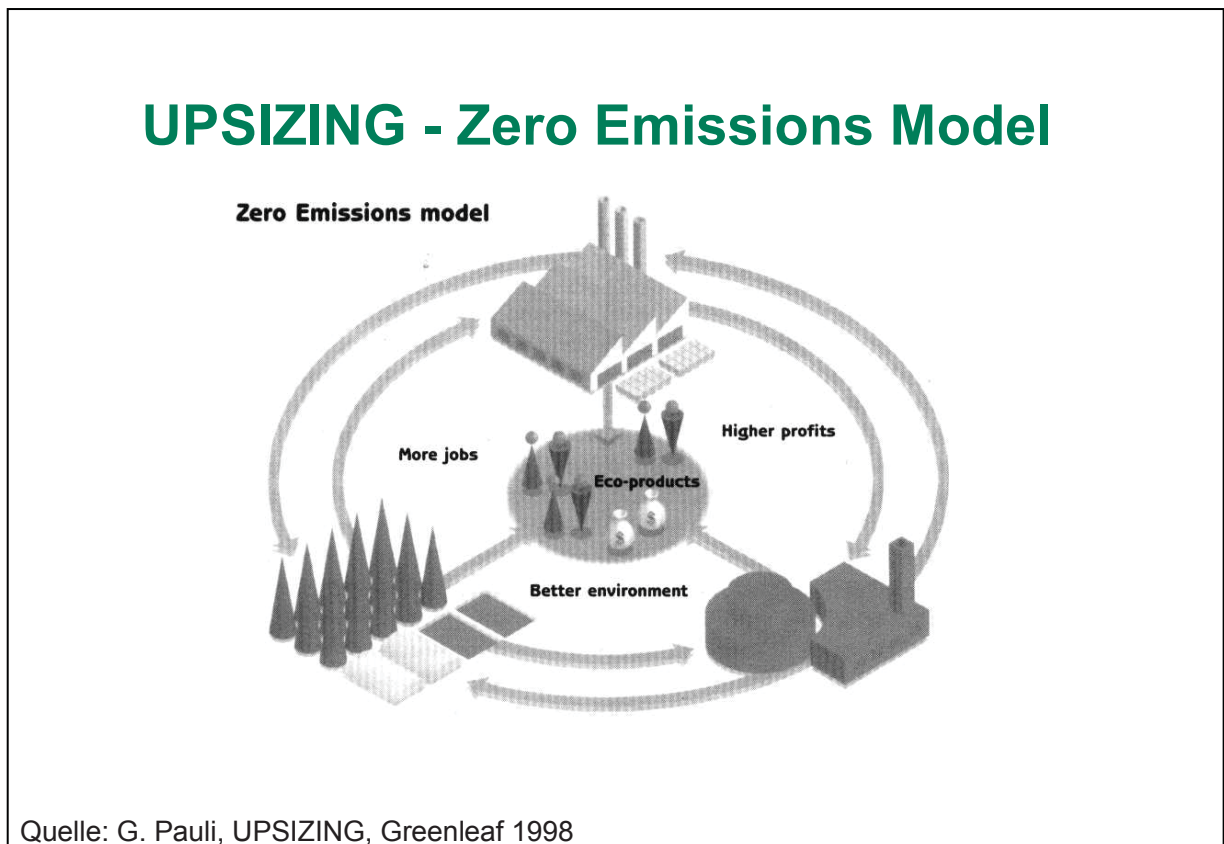 UPSIZING - Zero Emissions Model
Zero Emissions model
Higher profits
More jobs
Eco-products
$
$
Better environment
Quelle: G. Pauli, UPSIZING, Greenleaf 1998